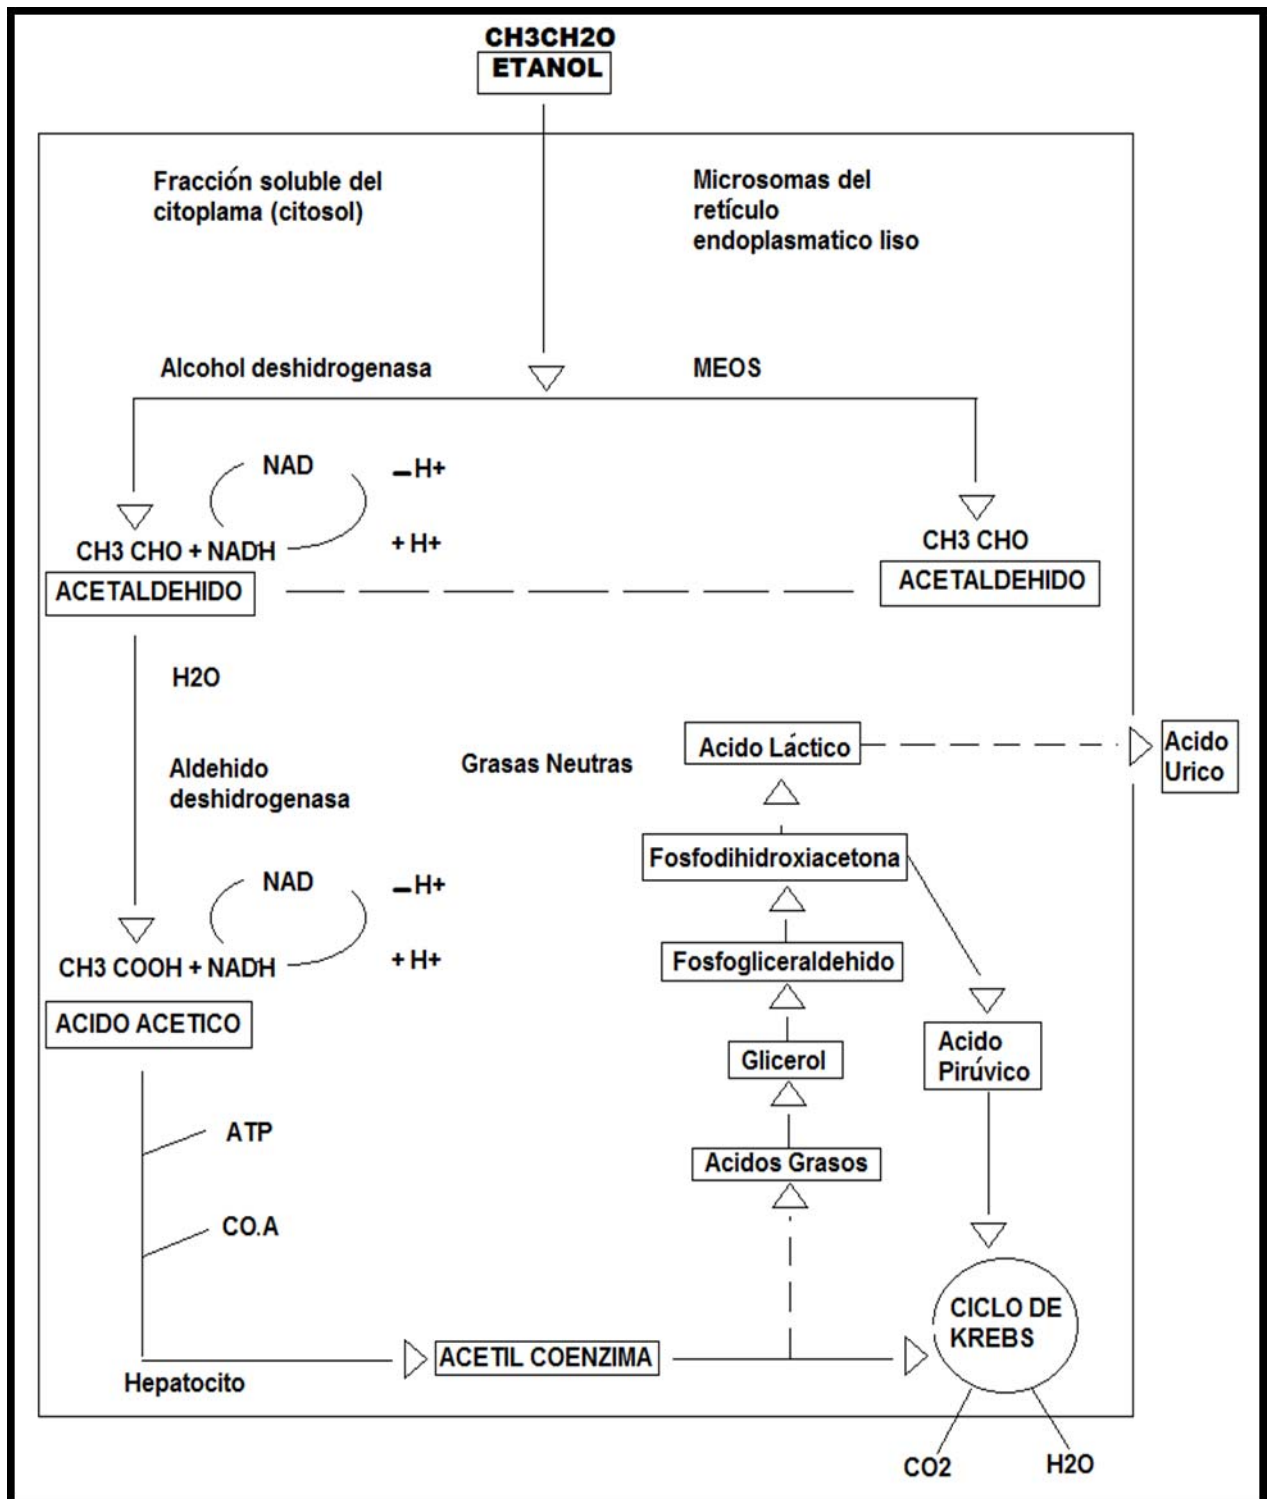 CH3CH2O
ETANOL
Fracción soluble del
citoplama (citosol)
Microsomas del
retículo
endoplasmatico liso
Alcohol deshidrogenasa
MEOS
NAD
– H+
CH3 CHO + NADH
+ H+
ACETALDEHIDO
CH3 CHO
ACETALDEHIDO
H2O
Aldehido
deshidrogenasa
Grasas Neutras
Acido Láctico
Acido
Urico
Fosfodihidroxiacetona
NAD
– H+
CH3 COOH + NADH
+ H+
ACIDO ACETICO
Fosfogliceraldehido
Glicerol
Acido
Pirúvico
ATP
Acidos Grasos
CO.A
CICLO DE
KREBS
ACETIL COENZIMA
Hepatocito
CO2
H2O